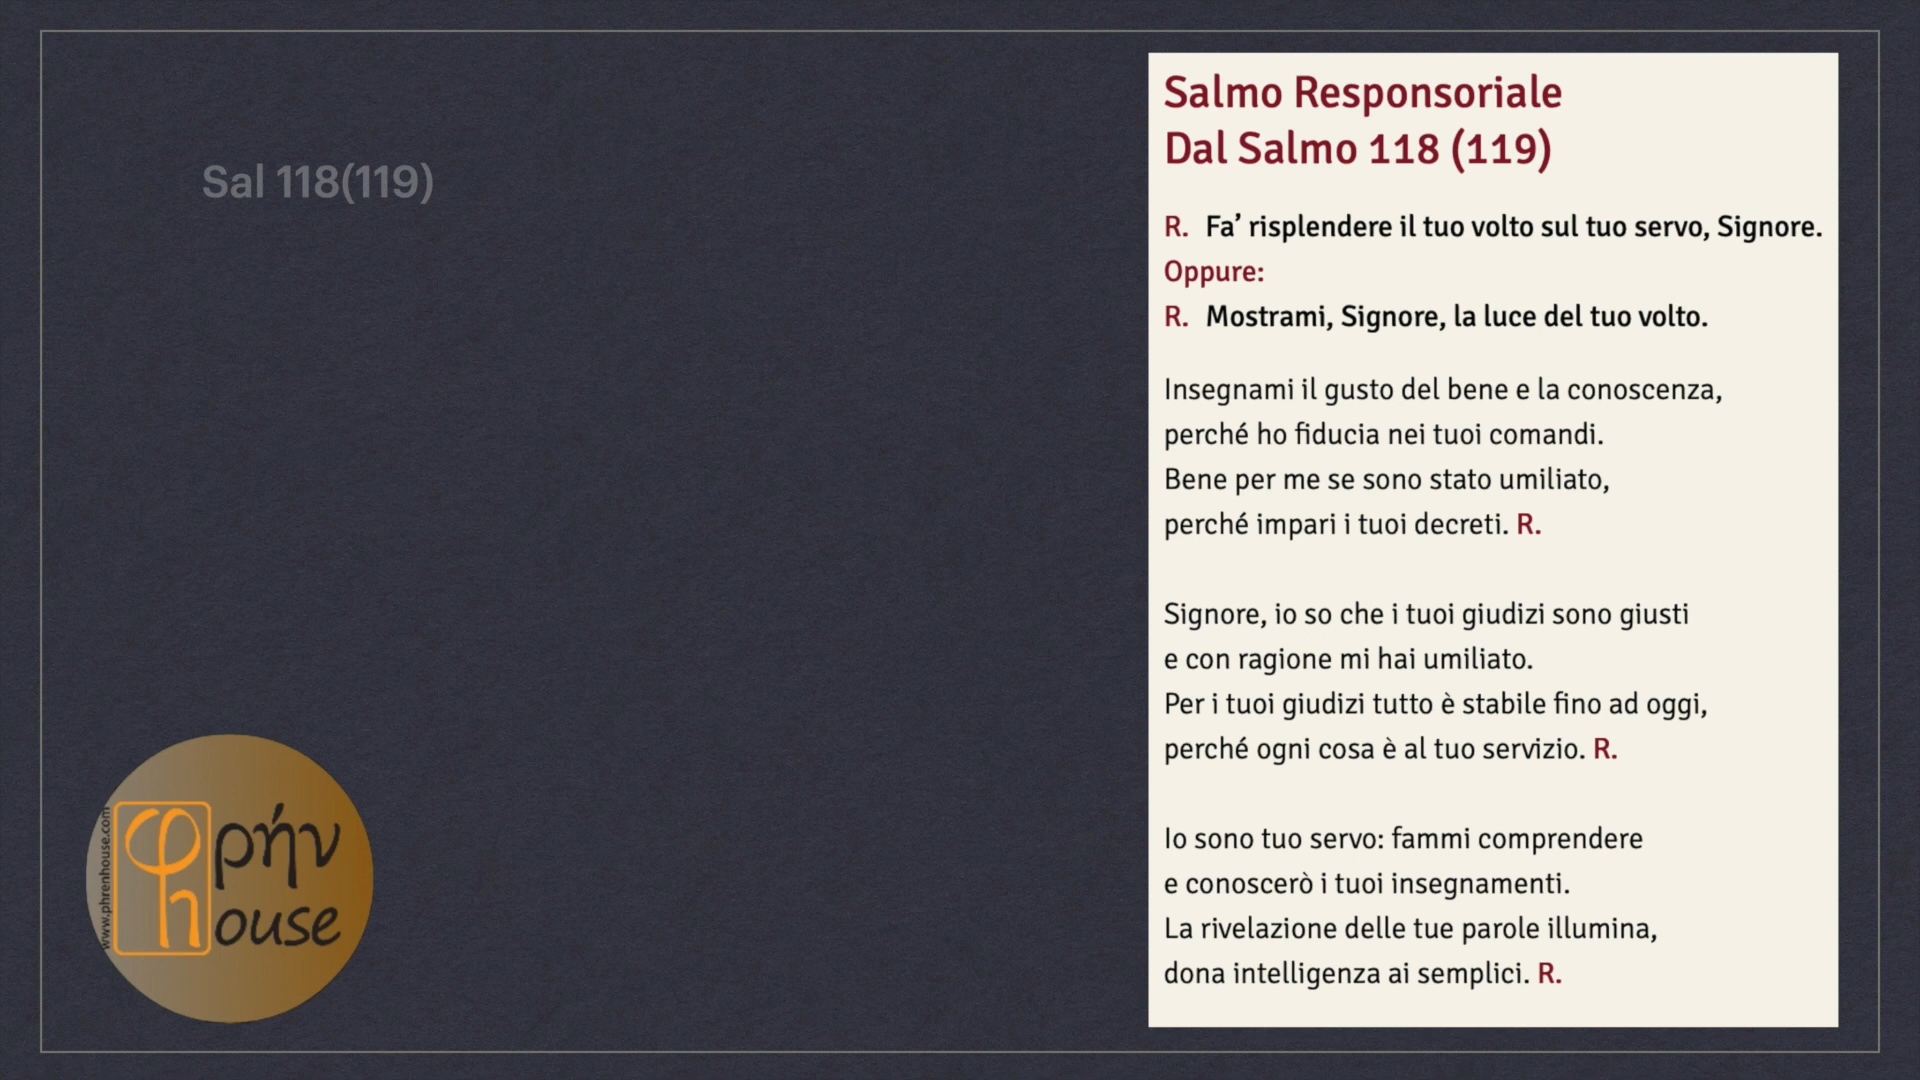 Sal 118(119)
Salmo Responsoriale
Dal Salmo 118 (119)
R. Fa’ risplendere il tuo volto sul tuo servo, Signore.
Oppure:
R. Mostrami, Signore, la luce del tuo volto.
Insegnami il gusto del bene e la conoscenza,
perché ho fiducia nei tuoi comandi.
Bene per me se sono stato umiliato,
perché impari i tuoi decreti. R.
Signore, io so che i tuoi giudizi sono giusti
e con ragione mi hai umiliato.
Per i tuoi giudizi tutto è stabile fino ad oggi,
perché ogni cosa è al tuo servizio. R.
Io sono tuo servo: fammi comprendere
e conoscerò i tuoi insegnamenti.
La rivelazione delle tue parole illumina,
dona intelligenza ai semplici. R.
www.phrenhouse.com
φρήν
house